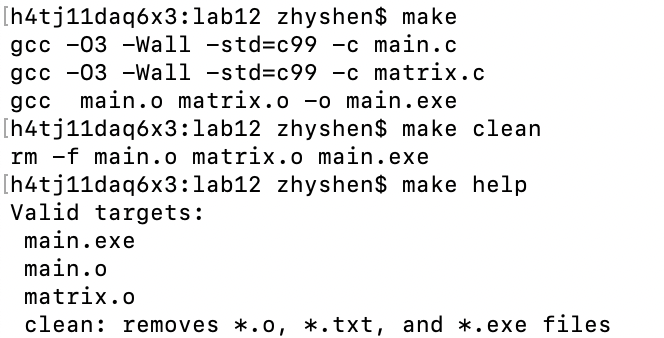 [h4tj11daq6x3:lab12 zhyshen$ make
gcc -O3 -Wall -std=c99 -c main.c
gcc -O3 -Wall -std=c99 -c matrix.c
gcc  main.o matrix.o -o main.exe
[h4tj11daq6x3:lab12 zhyshen$ make clean
rm -f main.o matrix.o main.exe
[h4tj11daq6x3:lab12 zhyshen$ make help
Valid targets:
 main.exe
 main.o
 matrix.o
 clean: removes *.o, *.txt, and *.exe files